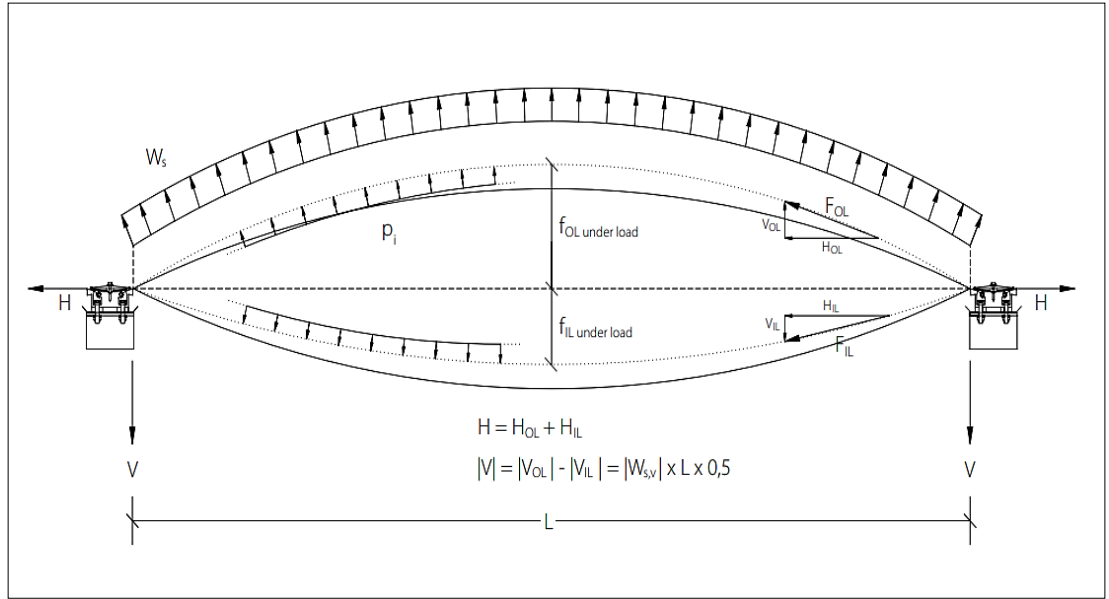 Ws
pi
fOL under load
FOL
VOL
HOL
H
H
fIL under load
HIL
VIL
FIL
H = HOL + HIL
|V| = |VOL| - |VIL | = |Ws,v| x L x 0,5
V
V
L